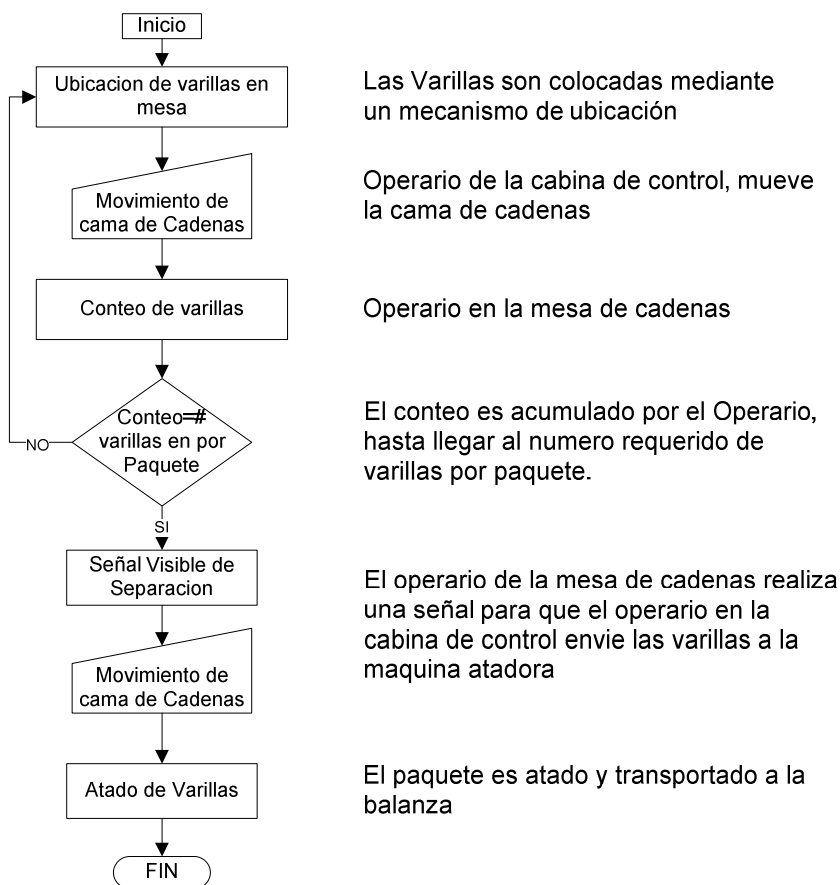 Inicio
Ubicacion de varillas en
mesa
Las Varillas son colocadas mediante
un mecanismo de ubicación
Movimiento de
cama de Cadenas
Operario de la cabina de control, mueve
la cama de cadenas
Conteo de varillas
Operario en la mesa de cadenas
Conteo=#
varillas en por
Paquete
NO
El conteo es acumulado por el Operario,
hasta llegar al numero requerido de
varillas por paquete.
SI
Señal Visible de
Separacion
El operario de la mesa de cadenas realiza
una señal para que el operario en la
cabina de control envie las varillas a la
maquina atadora
Movimiento de
cama de Cadenas
Atado de Varillas
El paquete es atado y transportado a la
balanza
FIN